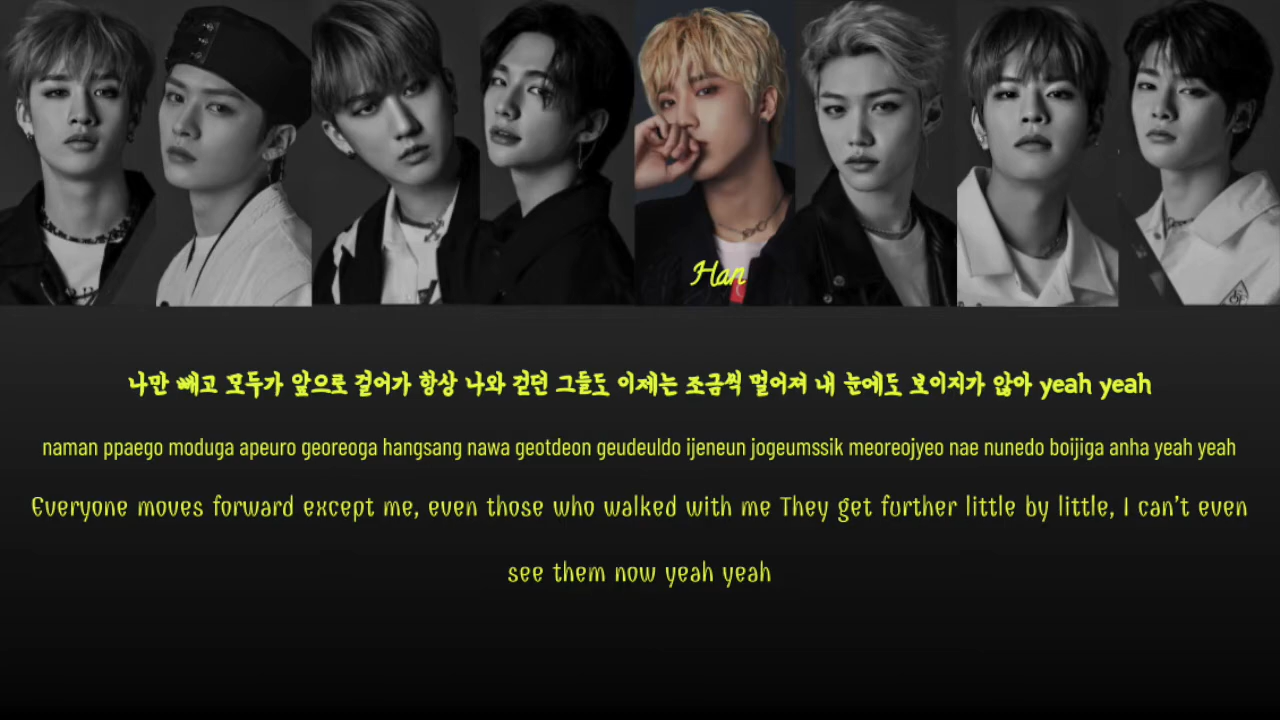 Han
나만 빼고 모두가 앞으로 걸어가 항상 나와 걷던 그들도 이제는 조금씩 멀어져 내 눈에도 보이지가 않아 yeah yeah
naman ppaego moduga apeuro georeoga hangsang nawa geotdeon geudeuldo ijeneun jogeumssik meoreojyeo nae nunedo boijiga anha yeah yeah
Everyone moves forward except me, even those who walked with me They get further little by little, I can't even
see them now yeah yeah